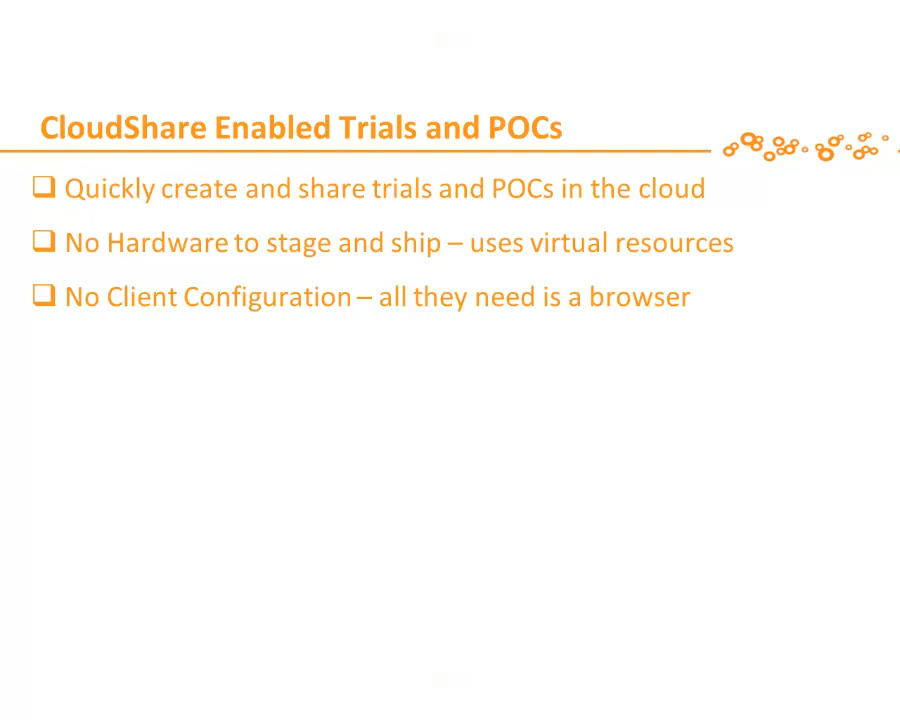 CloudShare Enabled Trials and POCs
Quickly create and share trials and POCs in the cloud
No Hardware to stage and ship – uses virtual resources
No Client Configuration – all they need is a browser